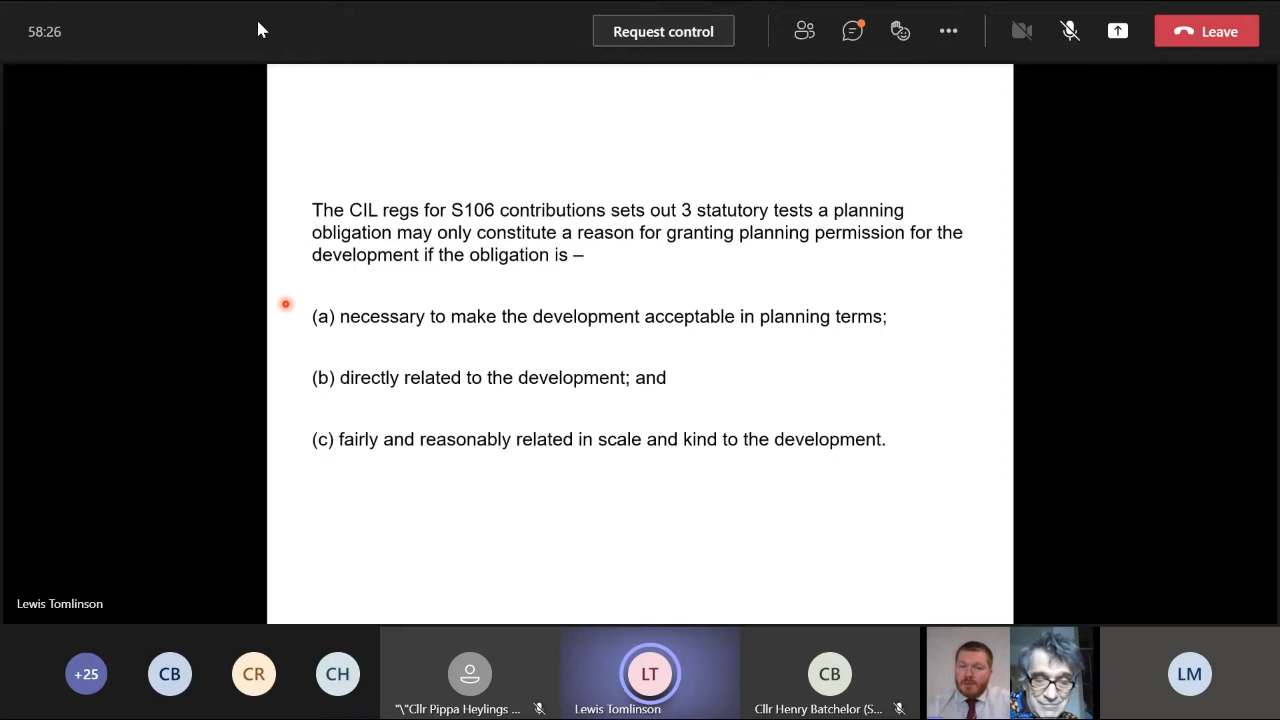 58:26
Request control
Leave
The CIL regs for S106 contributions sets out 3 statutory tests a planning
obligation may only constitute a reason for granting planning permission for the
development if the obligation is –
(a) necessary to make the development acceptable in planning terms;
(b) directly related to the development; and
(c) fairly and reasonably related in scale and kind to the development.
Lewis Tomlinson
+25
CB
CR
CH
LT
CB
LM
"\"Cllr Pippa Heylings ...
Lewis Tomlinson
Cllr Henry Batchelor (S...